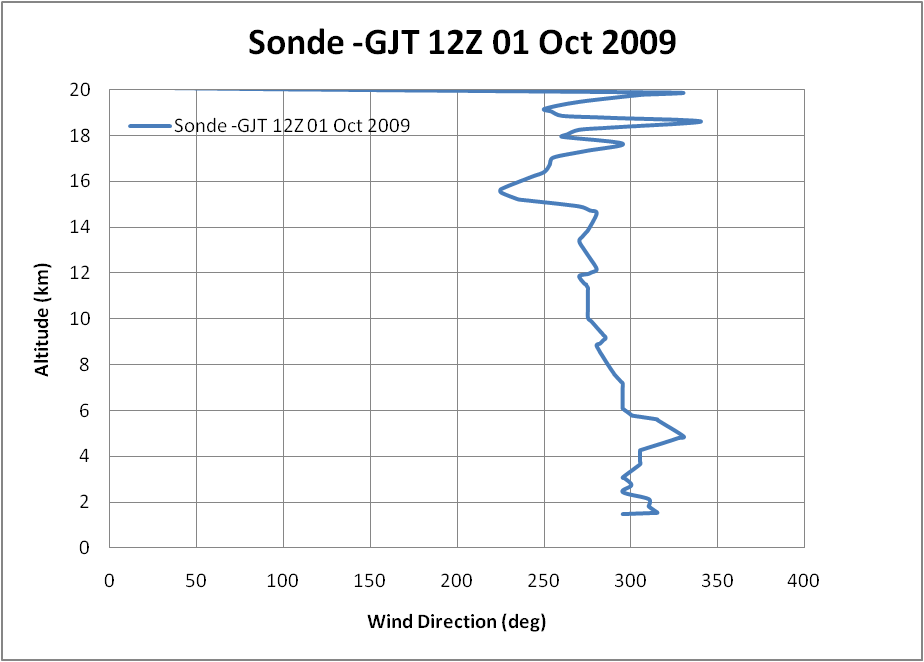 Sonde -GJT 12Z 01 Oct 2009
20
Sonde -GJT 12Z 01 Oct 2009
18
16
14
12
10
8
6
4
2
0
Altitude (km)
0 50 100 150 200 250 300 350 400
Wind Direction (deg)